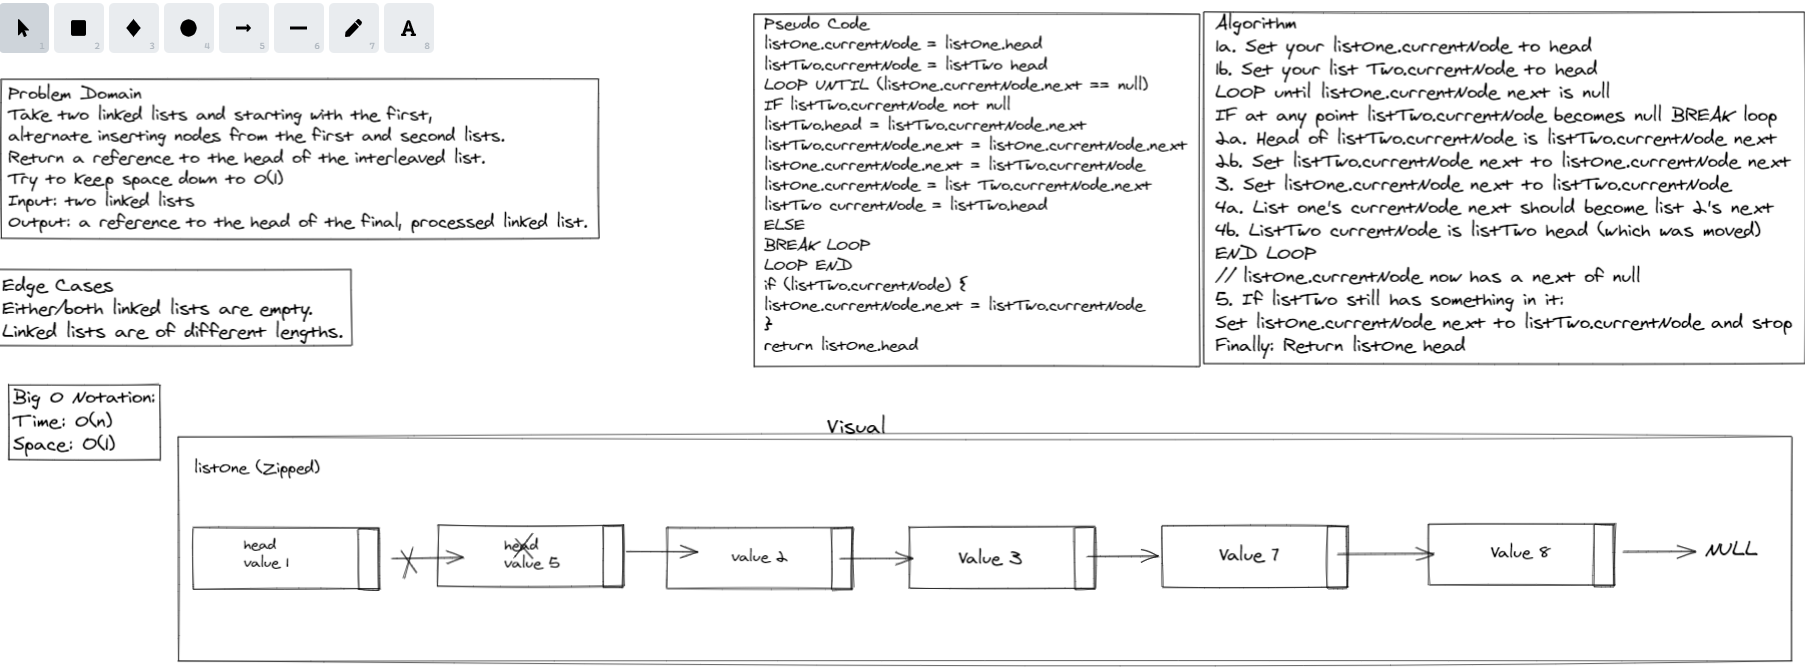 1
2
3
4
5
6
A
7
8
Problem Domain
Take two linked lists and starting with the first,
alternate inserting nodes from the first and second lists.
Return a reference to the head of the interleaved list.
Try to keep space down to O(1)
Input: two linked lists
Output: a reference to the head of the final, processed linked list.
Edge Cases
Either/both linked lists are empty.
Linked lists are of different lengths.
Big O Notation:
Time: O(n)
Space: O(1)
Pseudo Code
listOne.currentNode = listOne.head
listTwo.currentNode = listTwo head
LOOP UNTIL (listOne.currentNode.next == null)
IF listTwo.currentNode not null
listTwo.head = listTwo.currentNode.next
listTwo.currentNode.next = listOne.currentNode.next
listOne.currentNode.next = listTwo.currentNode
listOne.currentNode = list Two.currentNode.next
listTwo currentNode = listTwo.head
ELSE
BREAK LOOP
LOOP END
if (listTwo.currentNode) {
listOne.currentNode.next = listTwo.currentNode
}
return listOne.head
Algorithm
1a. Set your listOne.currentNode to head
1b. Set your list Two.currentNode to head
LOOP until listOne.currentNode next is null
IF at any point listTwo.currentNode becomes null BREAK loop
2a. Head of listTwo.currentNode is listTwo.currentNode next
2b. Set listTwo.currentNode next to listOne.currentNode next
3. Set listOne.currentNode next to listTwo.currentNode
4a. List one's currentNode next should become list 2's next
4b. ListTwo currentNode is listTwo head (which was moved)
END LOOP
// listOne.currentNode now has a next of null
5. If listTwo still has something in it:
Set listOne.currentNode next to listTwo.currentNode and stop
Finally: Return listOne head
Visual
listOne (Zipped)
head
value 1
head
value 5
value 2
Value 3
Value 7
Value 8
NULL